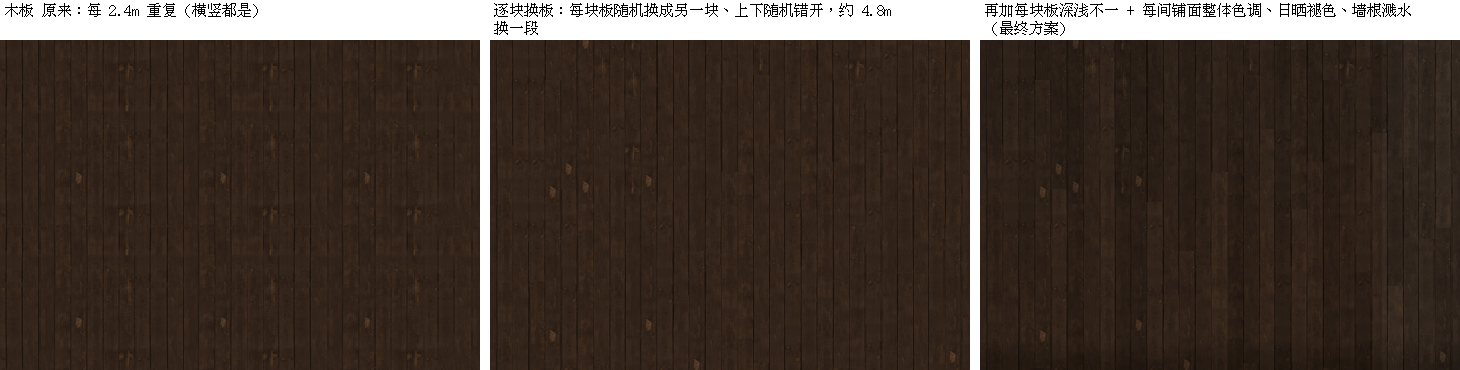 木板 原来：每 2.4m 重复（横竖都是）
逐块换板：每块板随机换成另一块、上下随机错开，约 4.8m
换一段
再加每块板深浅不一 + 每间铺面整体色调、日晒褪色、墙根溅水
（最终方案）